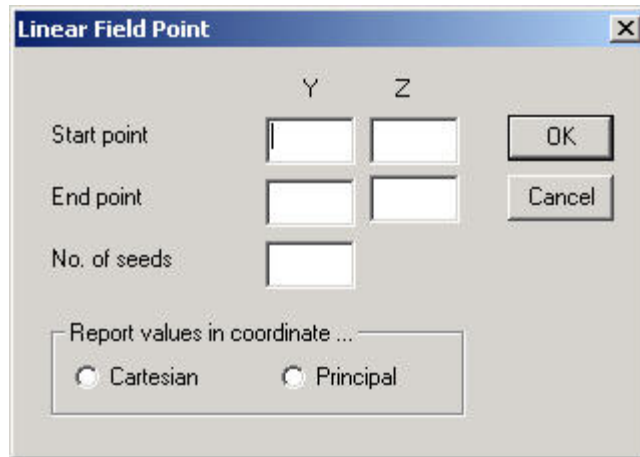 Linear Field Point
Y Z
Start point OK
End point Cancel
No. of seeds
Report values in coordinate ...
Cartesian Principal